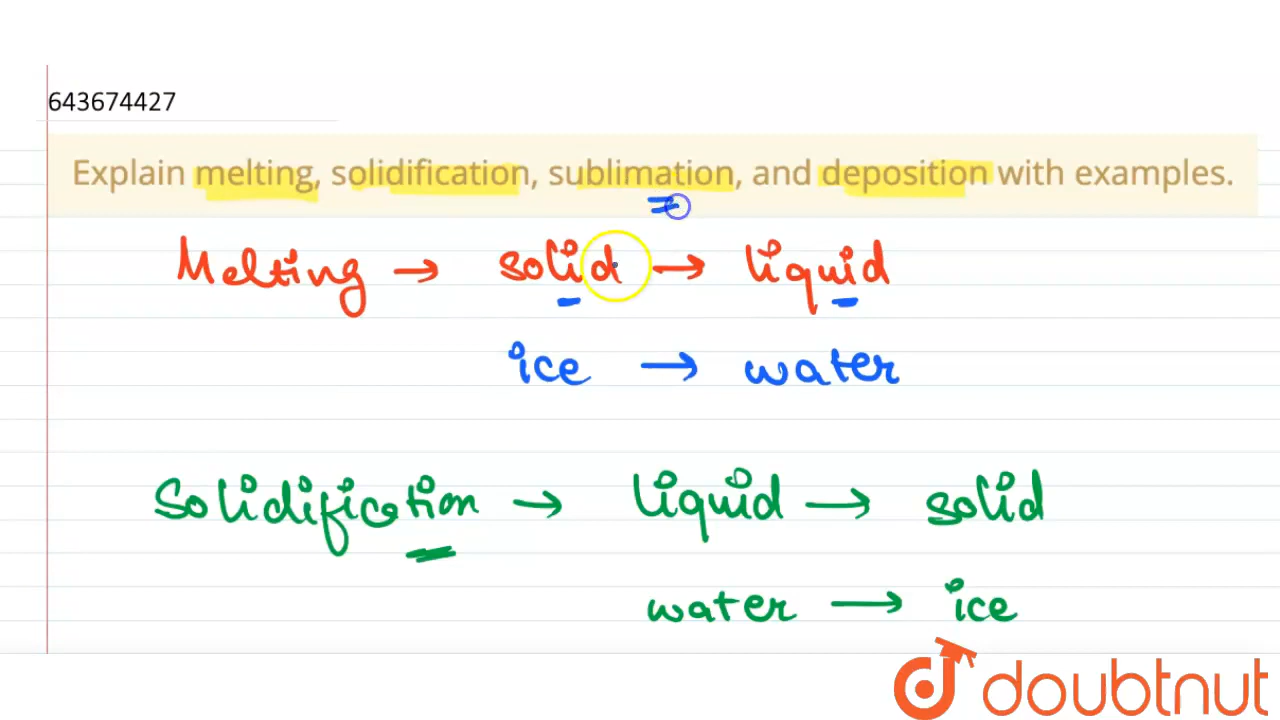 643674427
Explain melting, solidification, sublimation, and deposition with examples.
Melting → solid → liquid
ice → water
Solidification → liquid → solid
water → ice
doubtnut